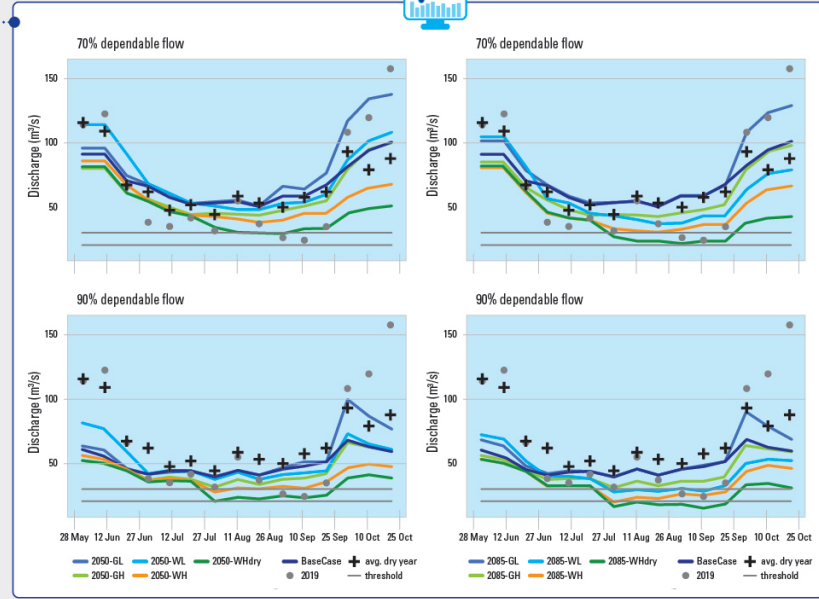 70% dependable flow
150
100
50
Discharge (m³/s)
70% dependable flow
150
100
50
Discharge (m³/s)
90% dependable flow
150
100
50
Discharge (m³/s)
28 May 12 Jun 27 Jun 12 Jul 27 Jul 11 Aug 26 Aug 10 Sep 25 Sep 10 Oct 25 Oct
2050-GL 2050-WL 2050-WHdry BaseCase avg. dry year
2050-GH 2050-WH 2019 threshold
90% dependable flow
150
100
50
Discharge (m³/s)
28 May 12 Jun 27 Jun 12 Jul 27 Jul 11 Aug 26 Aug 10 Sep 25 Sep 10 Oct 25 Oct
2085-GL 2085-WL 2085-WHdry BaseCase avg. dry year
2085-GH 2085-WH 2019 threshold